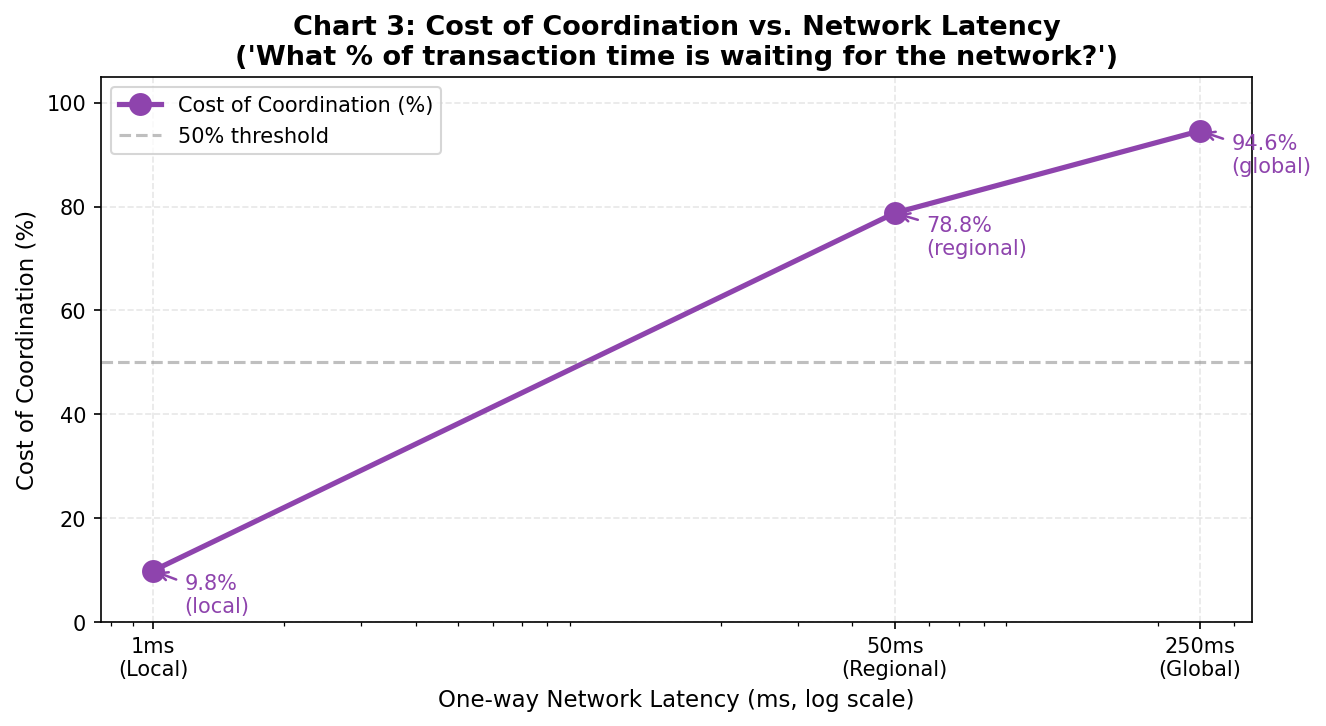 Chart 3: Cost of Coordination vs. Network Latency
('What % of transaction time is waiting for the network?')
Cost of Coordination (%)
50% threshold
100
80
60
40
20
0
Cost of Coordination (%)
94.6%
(global)
78.8%
(regional)
9.8%
(local)
1ms
(Local)
50ms
(Regional)
250ms
(Global)
One-way Network Latency (ms, log scale)